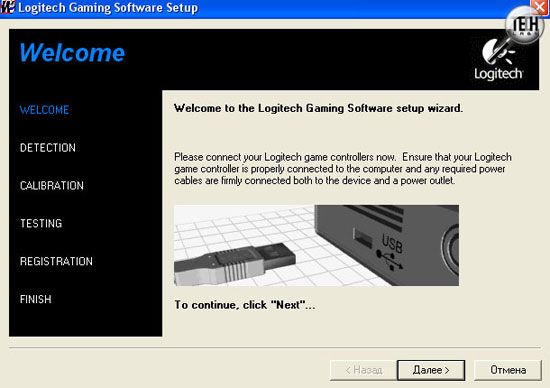 Logitech Gaming Software Setup
Welcome
Logitech
WELCOME
DETECTION
CALIBRATION
TESTING
REGISTRATION
FINISH
Welcome to the Logitech Gaming Software setup wizard.
Please connect your Logitech game controllers now.  Ensure that your Logitech
game controller is properly connected to the computer and any required power
cables are firmly connected both to the device and a power outlet.
USB
To continue, click "Next"...
< Назад
Далее >
Отмена